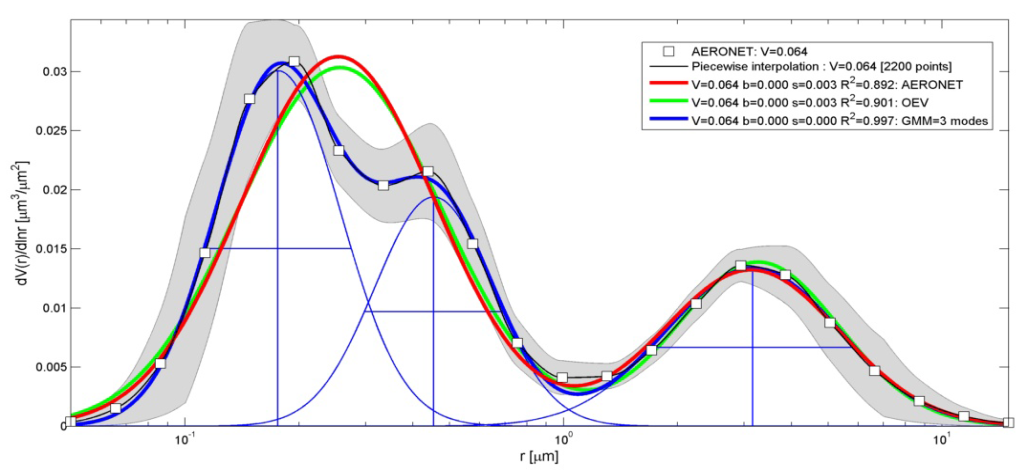 AERONET: V=0.064
Piecewise interpolation : V=0.064 [2200 points]
V=0.064 b=0.000 s=0.003 R²=0.892: AERONET
V=0.064 b=0.000 s=0.003 R²=0.901: OEV
V=0.064 b=0.000 s=0.000 R²=0.997: GMM=3 modes
dV(r)/dlnr [μm³/μm²]
0.03
0.025
0.02
0.015
0.01
0.005
0
10⁻¹ 10⁰ 10¹
r [μm]